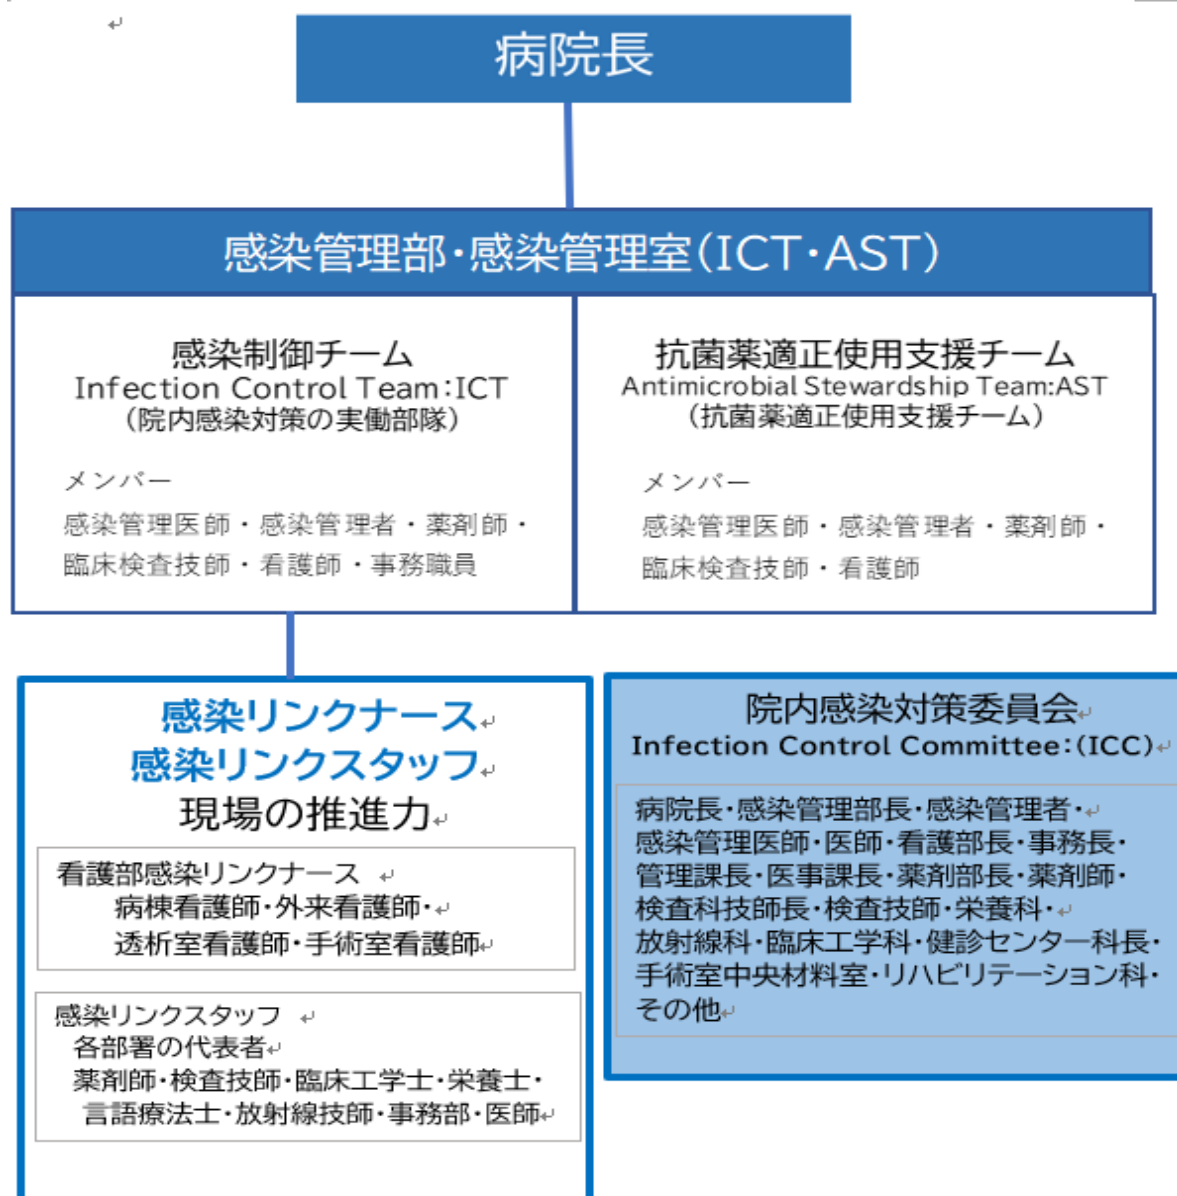 病院長
感染管理部・感染管理室(ICT・AST)
感染制御チーム
Infection Control Team:ICT
(院内感染対策の実働部隊)
メンバー
感染管理医師・感染管理者・薬剤師・
臨床検査技師・看護師・事務職員
抗菌薬適正使用支援チーム
Antimicrobial Stewardship Team:AST
(抗菌薬適正使用支援チーム)
メンバー
感染管理医師・感染管理者・薬剤師・
臨床検査技師・看護師
感染リンクナース
感染リンクスタッフ
現場の推進力
看護部感染リンクナース
病棟看護師・外来看護師・
透析室看護師・手術室看護師
感染リンクスタッフ
各部署の代表者
薬剤師・検査技師・臨床工学士・栄養士・
言語療法士・放射線技師・事務部・医師
院内感染対策委員会
Infection Control Committee:(ICC)
病院長・感染管理部長・感染管理者・
感染管理医師・医師・看護部長・事務長・
管理課長・医事課長・薬剤部長・薬剤師・
検査科技師長・検査技師・栄養科・
放射線科・臨床工学科・健診センター科長・
手術室中央材料室・リハビリテーション科・
その他